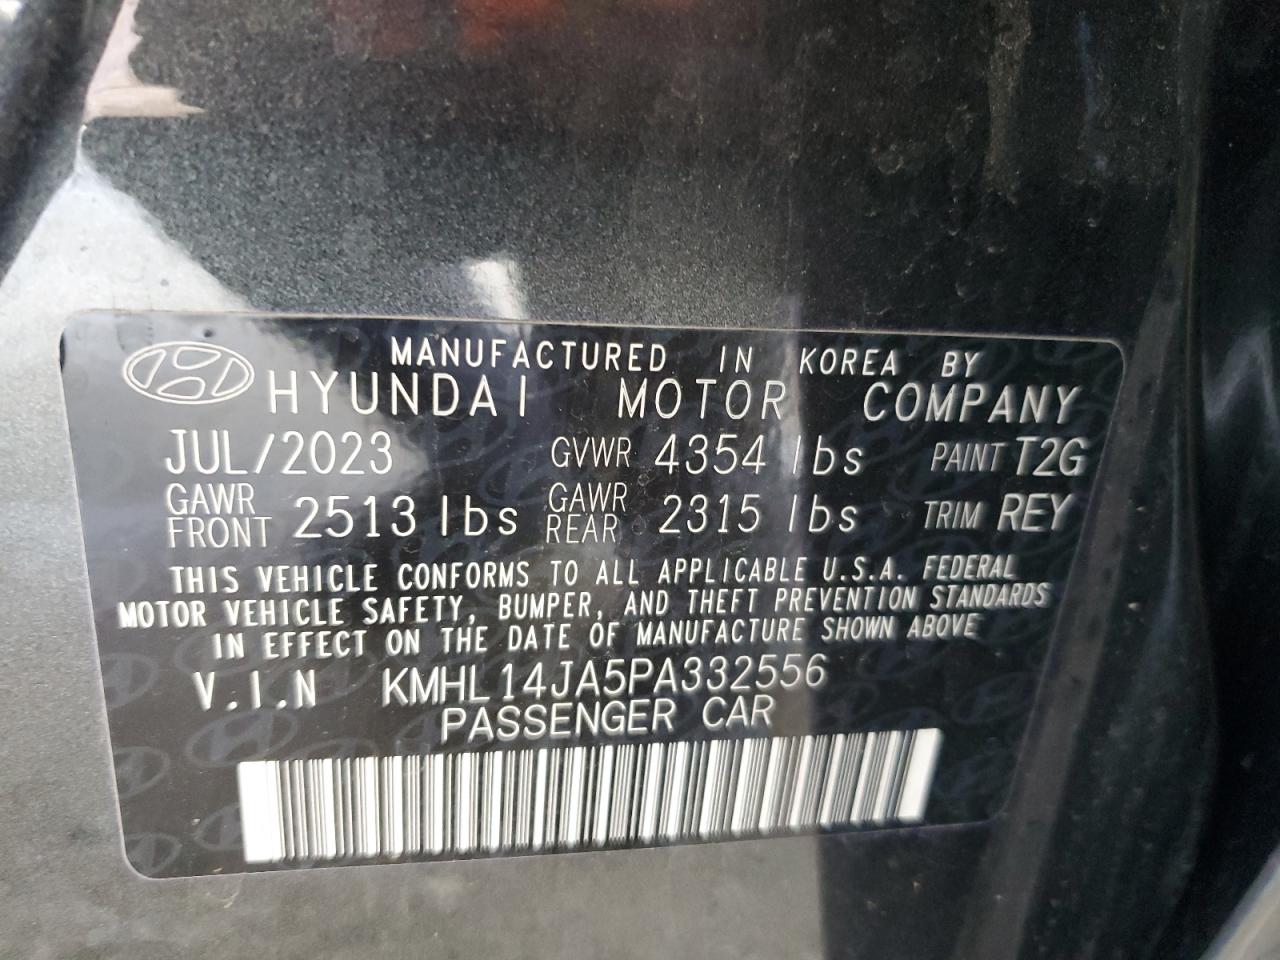 MANUFACTURED IN KOREA BY
HYUNDAI MOTOR COMPANY
JUL/2023 GVWR 4354 lbs PAINT T2G
GAWR FRONT 2513 lbs GAWR REAR 2315 lbs TRIM REY
THIS VEHICLE CONFORMS TO ALL APPLICABLE U.S.A. FEDERAL
MOTOR VEHICLE SAFETY, BUMPER, AND THEFT PREVENTION STANDARDS
IN EFFECT ON THE DATE OF MANUFACTURE SHOWN ABOVE
V.I.N KMHL14JA5PA332556
PASSENGER CAR